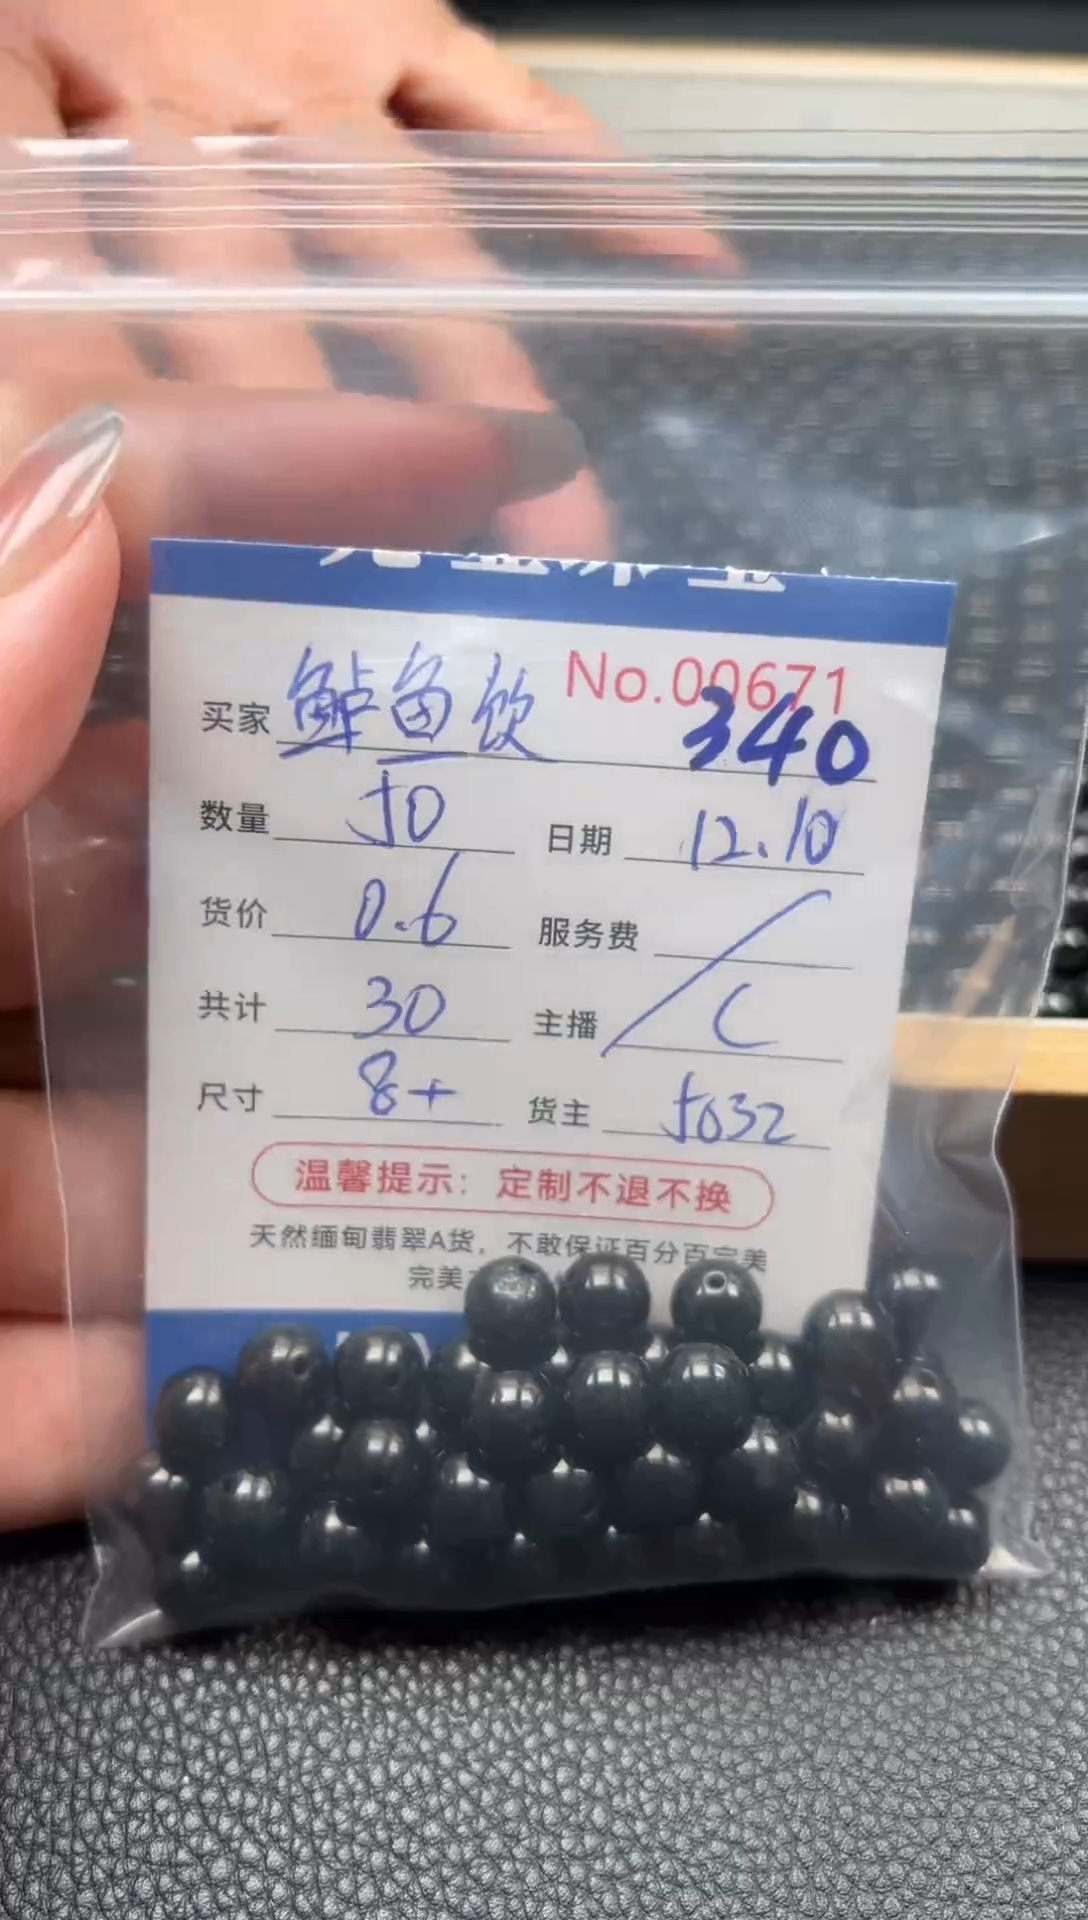 No.00671
买家 鲈鱼饮 340
数量 50 日期 12.10
货价 0.6 服务费
共计 30 主播 C
尺寸 8+ 货主 5032
温馨提示：定制不退不换
天然缅甸翡翠A货，不敢保证百分百完美
完美